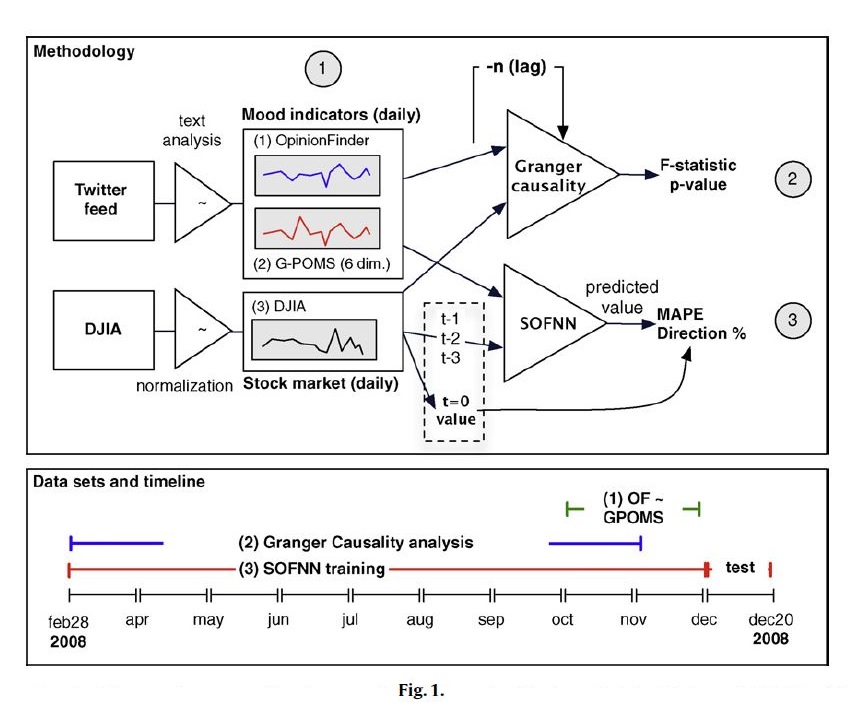 Methodology
1
-n (lag)
text
analysis
Mood indicators (daily)
(1) OpinionFinder
Twitter
feed
~
(2) G-POMS (6 dim.)
Granger
causality
F-statistic
p-value
2
DJIA
~
normalization
(3) DJIA
Stock market (daily)
t-1
t-2
t-3
t=0
value
SOFNN
predicted
value
MAPE
Direction %
3
Data sets and timeline
(1) OF ~
GPOMS
(2) Granger Causality analysis
(3) SOFNN training
test
feb28 apr may jun jul aug sep oct nov dec dec20
2008 2008
Fig. 1.